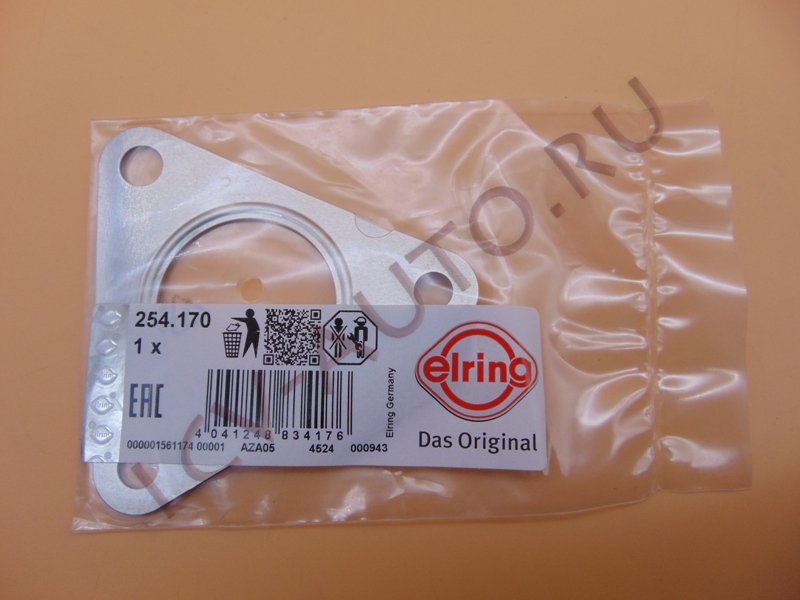 254.170
1 x
EAC
4 041248 834176
000001561174 00001 AZA05 4524 000943
Elring Germany
elring
Das Original